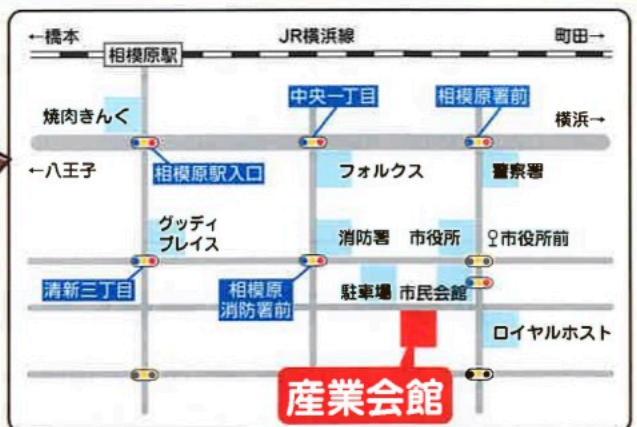 ←橋本
JR横浜線
町田→
相模原駅
焼肉きんぐ
中央一丁目
相模原署前
横浜→
←八王子
相模原駅入口
フォルクス
警察署
グッディ
プレイス
消防署
市役所
市役所前
清新三丁目
相模原
消防署前
駐車場
市民会館
ロイヤルホスト
産業会館